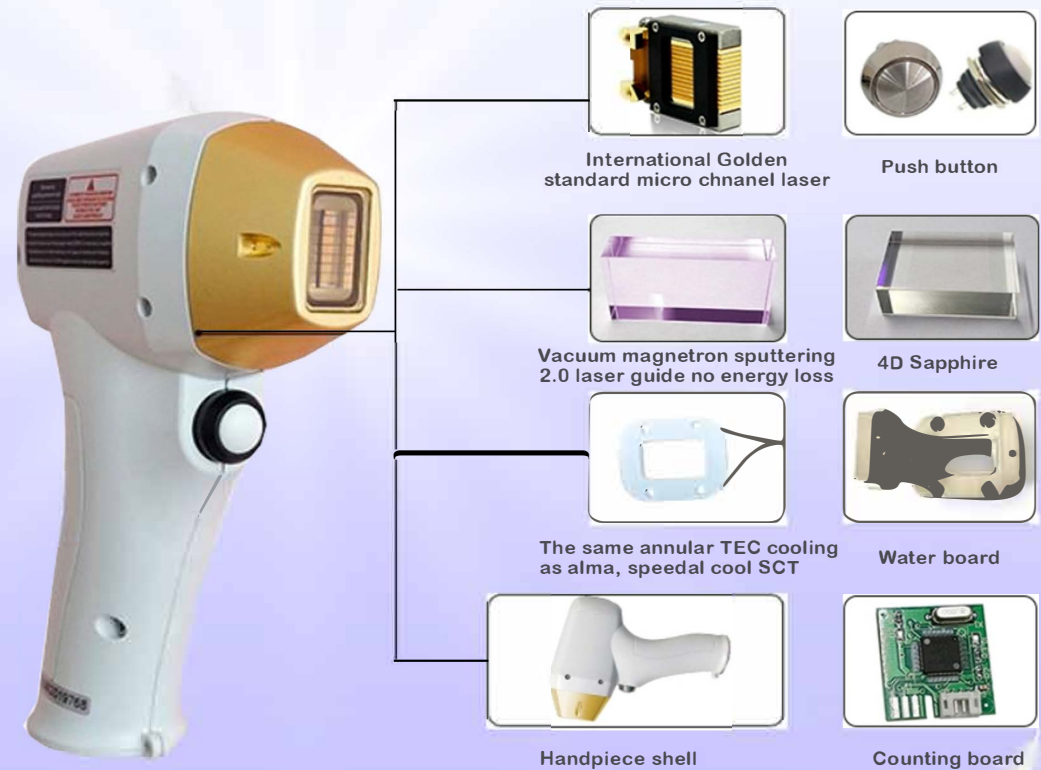 International Golden
standard micro chnanel laser
Push button
Vacuum magnetron sputtering
2.0 laser guide no energy loss
4D Sapphire
The same annular TEC cooling
as alma, speedal cool SCT
Water board
Handpiece shell
Counting board